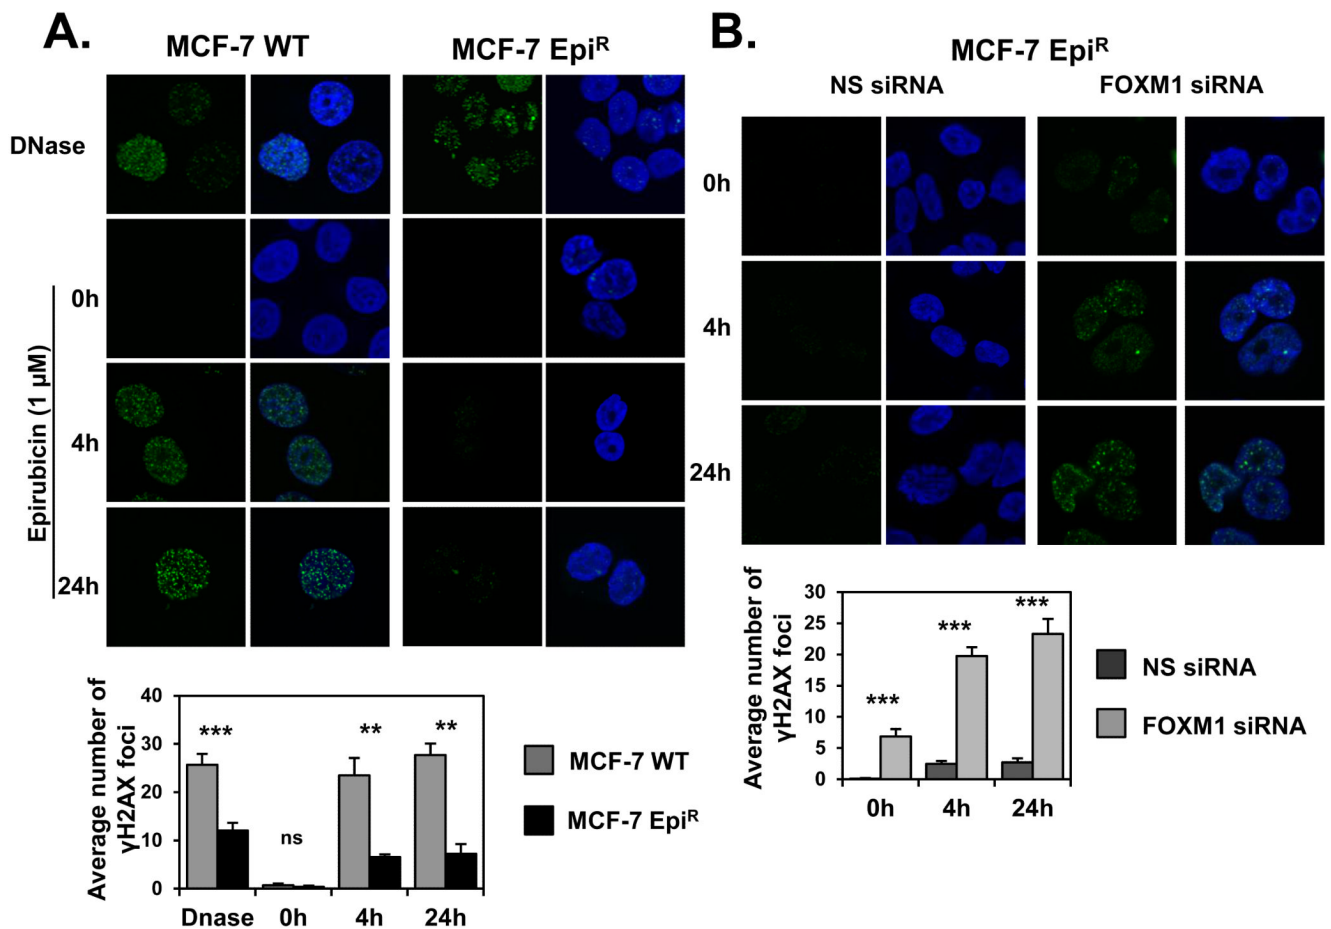 A.
MCF-7 WT
MCF-7 Epiᴿ
DNase
0h
4h
24h
Epirubicin (1 µM)
Average number of
γH2AX foci
40
30
20
10
0
***
ns
**
**
Dnase
0h
4h
24h
MCF-7 WT
MCF-7 Epiᴿ
B.
MCF-7 Epiᴿ
NS siRNA
FOXM1 siRNA
0h
4h
24h
Average number of
γH2AX foci
30
25
20
15
10
5
0
***
***
***
0h
4h
24h
NS siRNA
FOXM1 siRNA